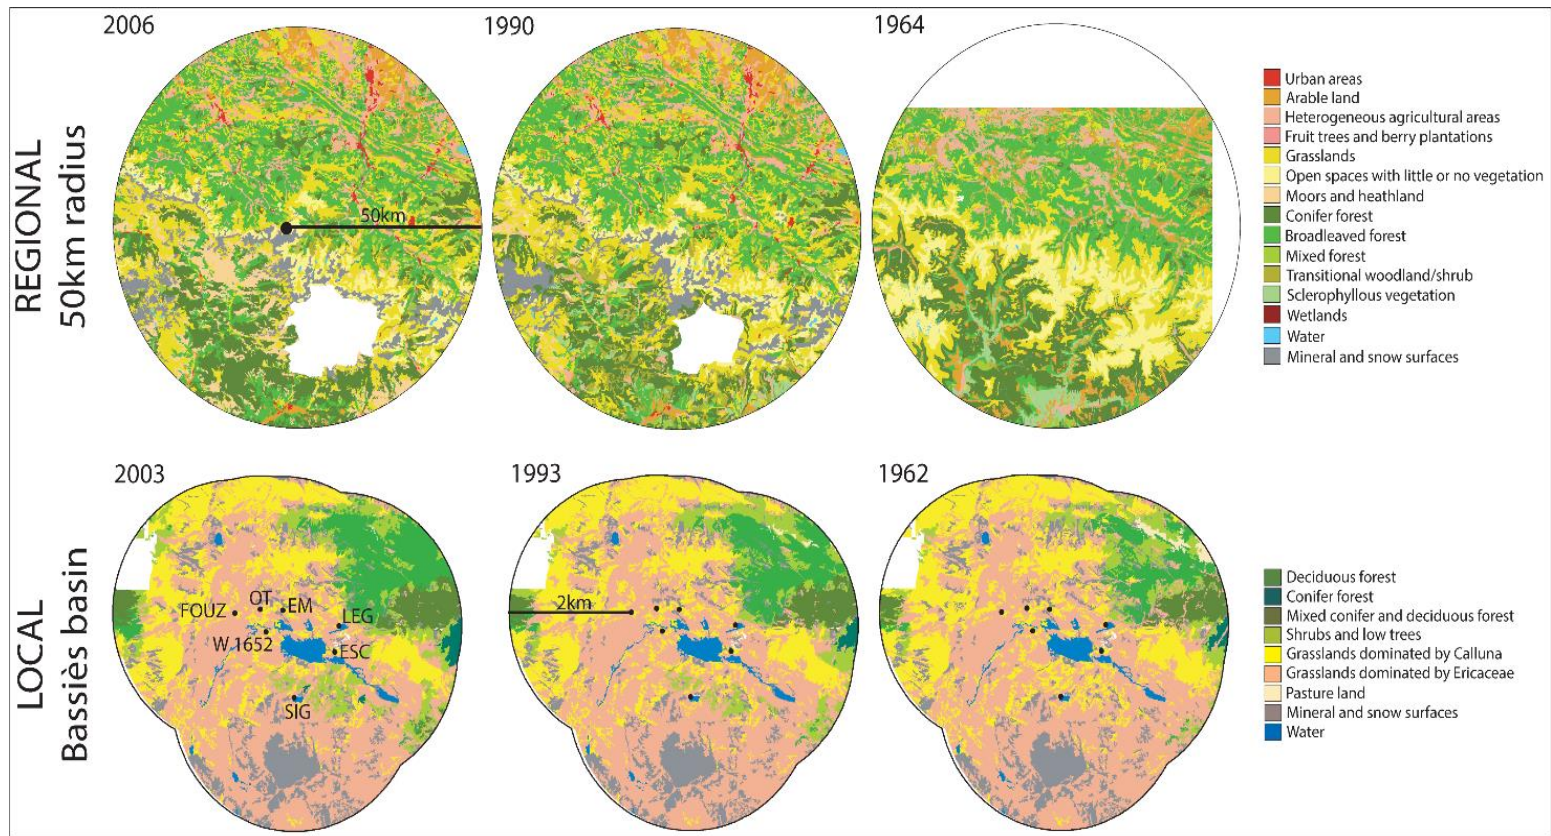 2006
1990
1964
REGIONAL
50km radius
50km
Urban areas
Arable land
Heterogeneous agricultural areas
Fruit trees and berry plantations
Grasslands
Open spaces with little or no vegetation
Moors and heathland
Conifer forest
Broadleaved forest
Mixed forest
Transitional woodland/shrub
Sclerophyllous vegetation
Wetlands
Water
Mineral and snow surfaces
2003
1993
1962
LOCAL
Bassiès basin
FOUZ
OT
EM
LEG
W 1652
ESC
SIG
2km
Deciduous forest
Conifer forest
Mixed conifer and deciduous forest
Shrubs and low trees
Grasslands dominated by Calluna
Grasslands dominated by Ericaceae
Pasture land
Mineral and snow surfaces
Water